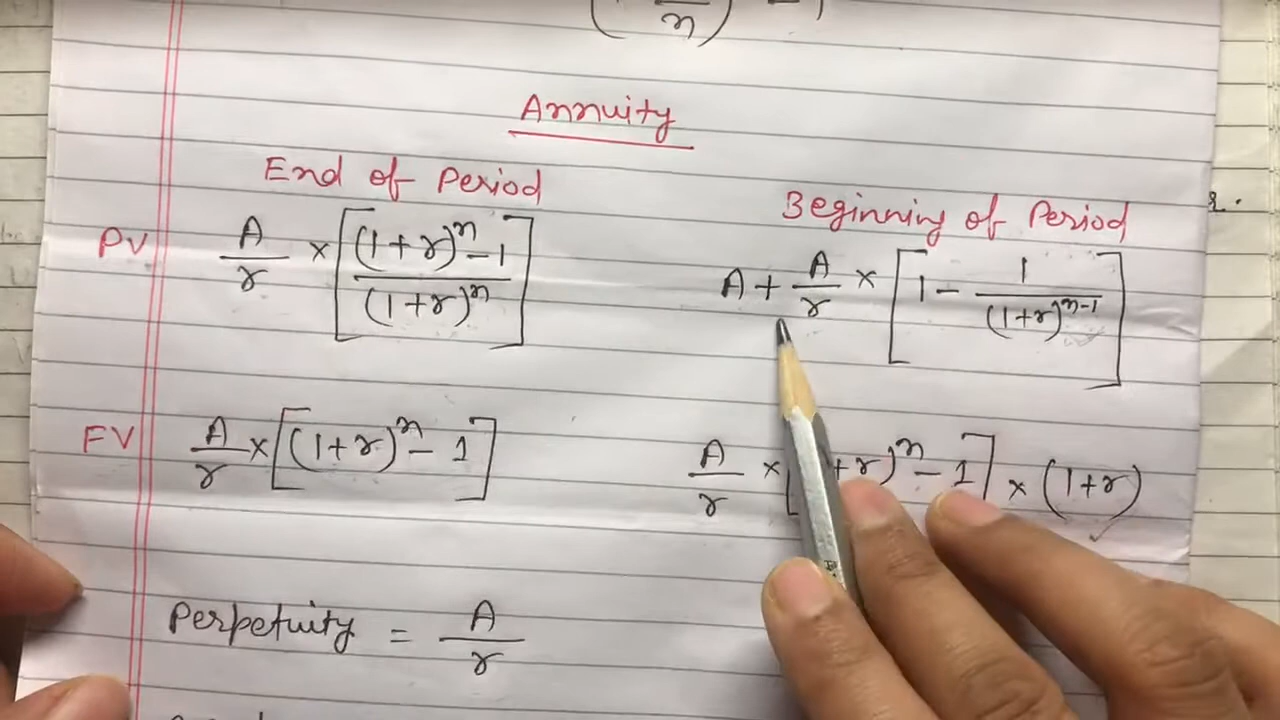 n
Annuity
End of Period
Beginning of Period
PV A/r × [((1+r)^n - 1)/(1+r)^n]
A + A/r × [1 - 1/(1+r)^(n-1)]
FV A/r × [(1+r)^n - 1]
A/r × [ + r)^n - 1] × (1+r)
Perpetuity = A/r